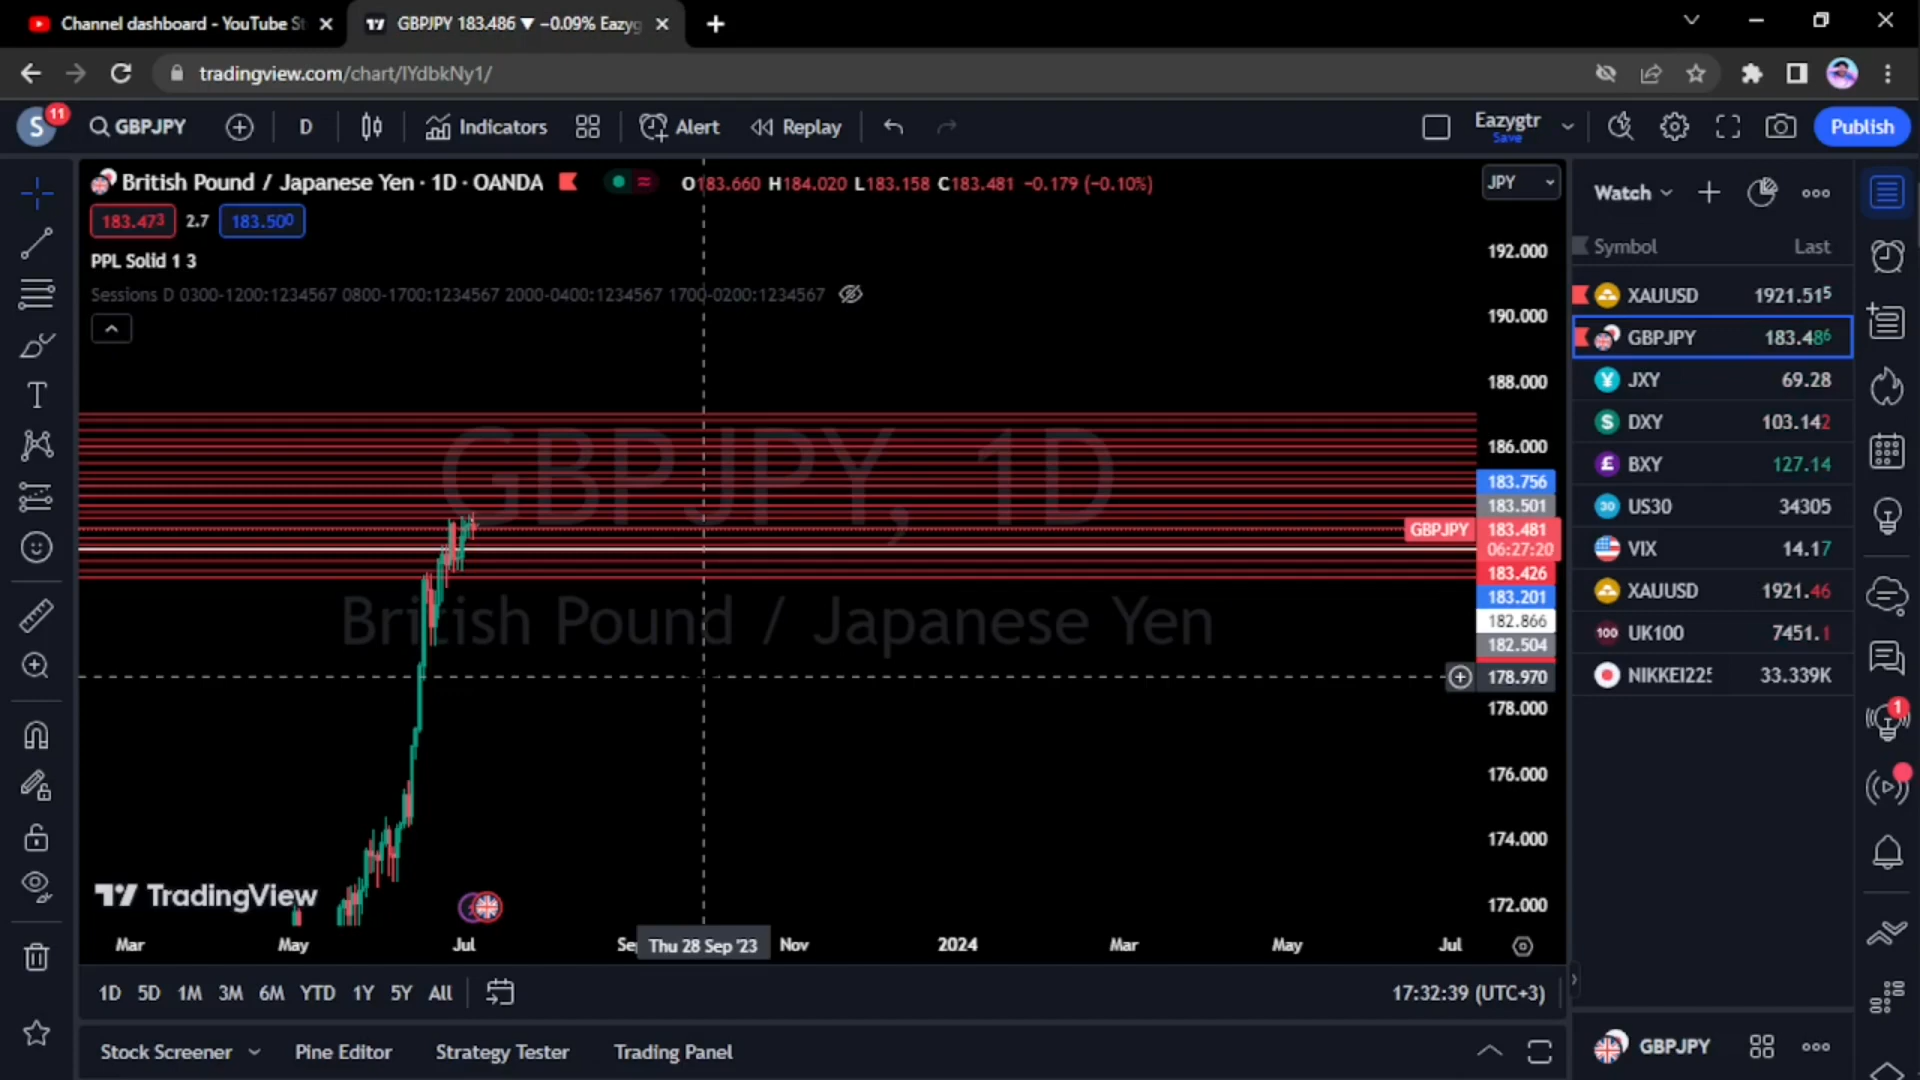 Channel dashboard - YouTube St
GBPJPY 183.486 ▼ −0.09% Eazyg
tradingview.com/chart/lYdbkNy1/
S
11
GBPJPY
D
Indicators
Alert
Replay
Eazygtr
Save
Publish
British Pound / Japanese Yen · 1D · OANDA
O183.660 H184.020 L183.158 C183.481 −0.179 (−0.10%)
JPY
183.473
2.7
183.500
PPL Solid 1 3
Sessions D 0300-1200:1234567 0800-1700:1234567 2000-0400:1234567 1700-0200:1234567
GBPJPY, 1D
British Pound / Japanese Yen
192.000
190.000
188.000
186.000
183.756
183.501
GBPJPY 183.481
06:27:20
183.426
183.201
182.866
182.504
178.970
178.000
176.000
174.000
172.000
TradingView
Mar
May
Jul
Sep
Thu 28 Sep '23
Nov
2024
Mar
May
Jul
1D 5D 1M 3M 6M YTD 1Y 5Y All
17:32:39 (UTC+3)
Stock Screener
Pine Editor
Strategy Tester
Trading Panel
Watch
Symbol Last
XAUUSD 1921.515
GBPJPY 183.486
JXY 69.28
DXY 103.142
BXY 127.14
30 US30 34305
VIX 14.17
XAUUSD 1921.46
100 UK100 7451.1
NIKKEI225 33.339K
1
GBPJPY